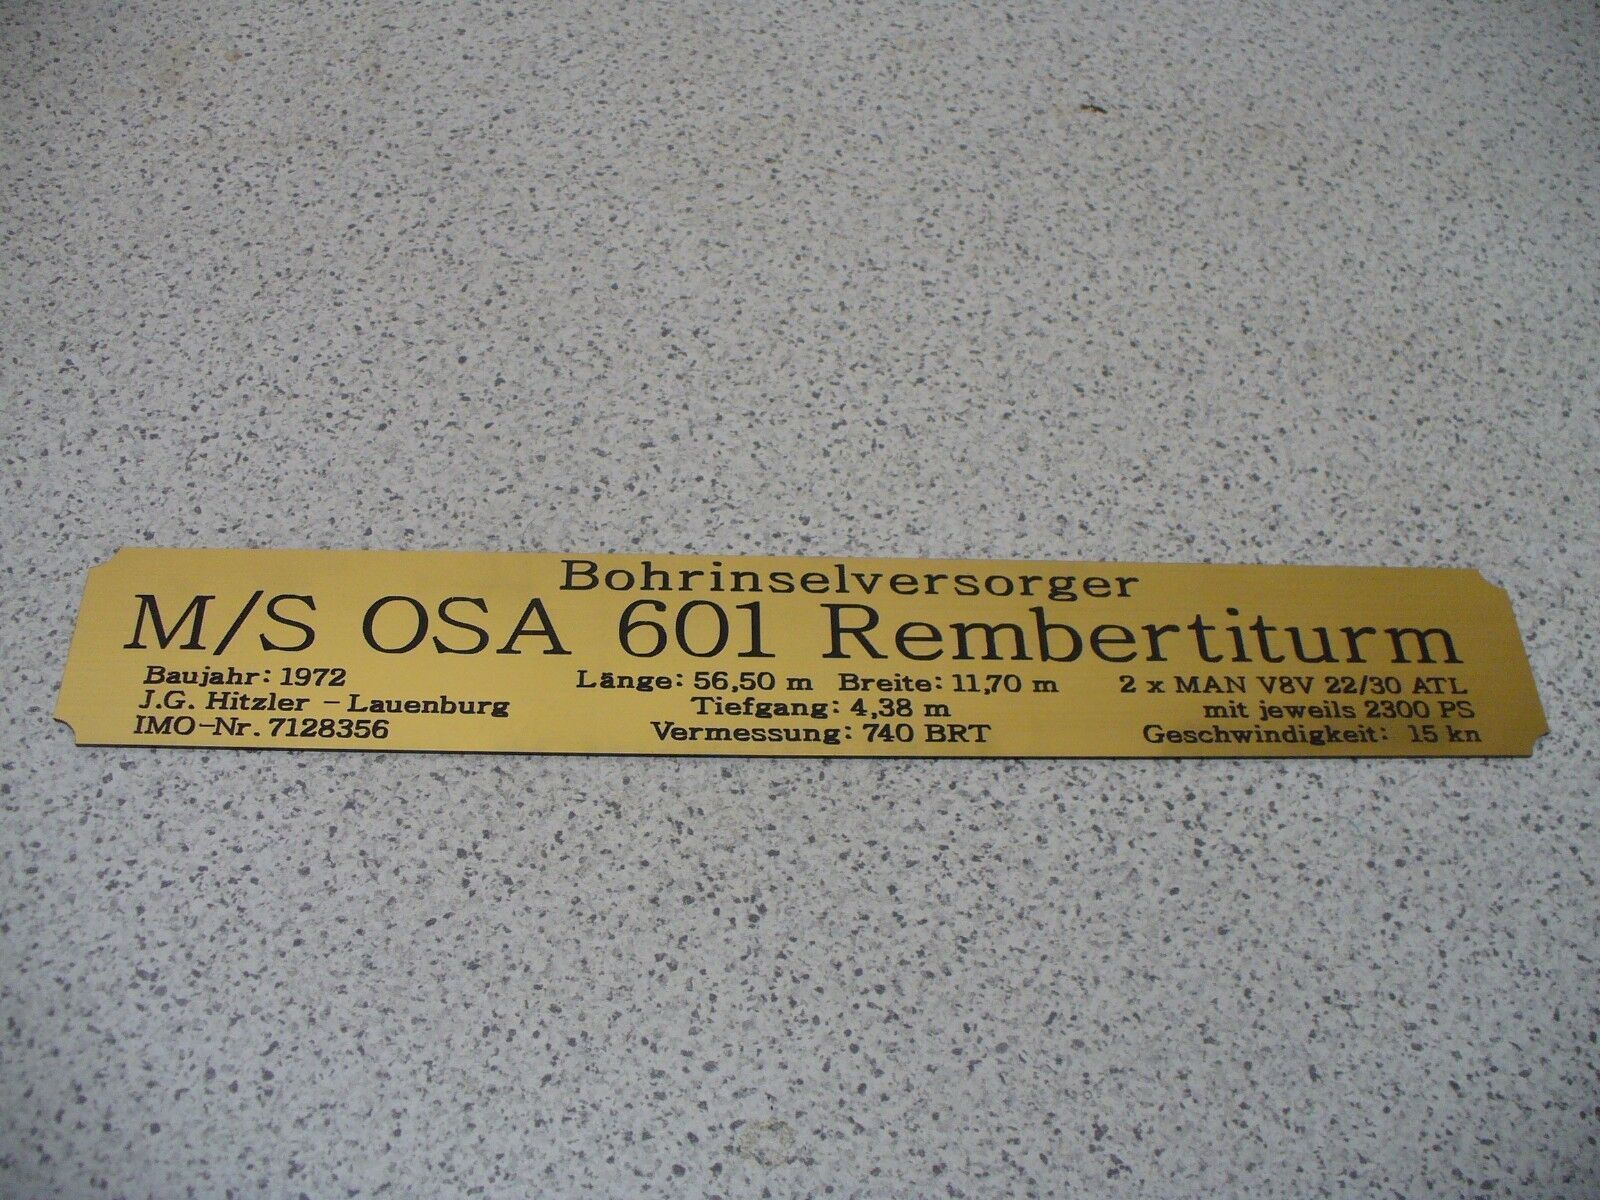 Bohrinselversorger
M/S OSA 601 Rembertiturm
Baujahr: 1972
J.G. Hitzler - Lauenburg
IMO-Nr. 7128356
Länge: 56,50 m Breite: 11,70 m
Tiefgang: 4,38 m
Vermessung: 740 BRT
2 x MAN V8V 22/30 ATL
mit jeweils 2300 PS
Geschwindigkeit: 15 kn